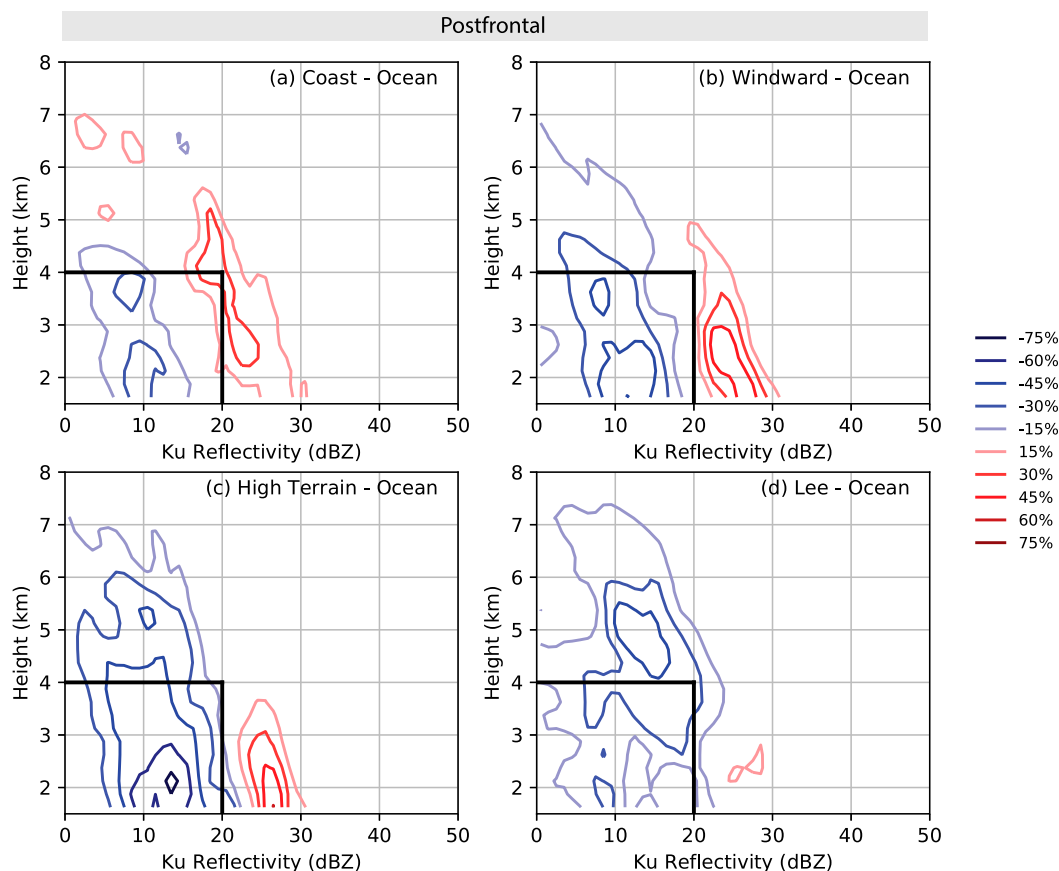 Postfrontal
(a) Coast - Ocean
8
7
6
5
4
3
2
Height (km)
0 10 20 30 40 50
Ku Reflectivity (dBZ)
(b) Windward - Ocean
8
7
6
5
4
3
2
Height (km)
0 10 20 30 40 50
Ku Reflectivity (dBZ)
(c) High Terrain - Ocean
8
7
6
5
4
3
2
Height (km)
0 10 20 30 40 50
Ku Reflectivity (dBZ)
(d) Lee - Ocean
8
7
6
5
4
3
2
Height (km)
0 10 20 30 40 50
Ku Reflectivity (dBZ)
-75%
-60%
-45%
-30%
-15%
15%
30%
45%
60%
75%